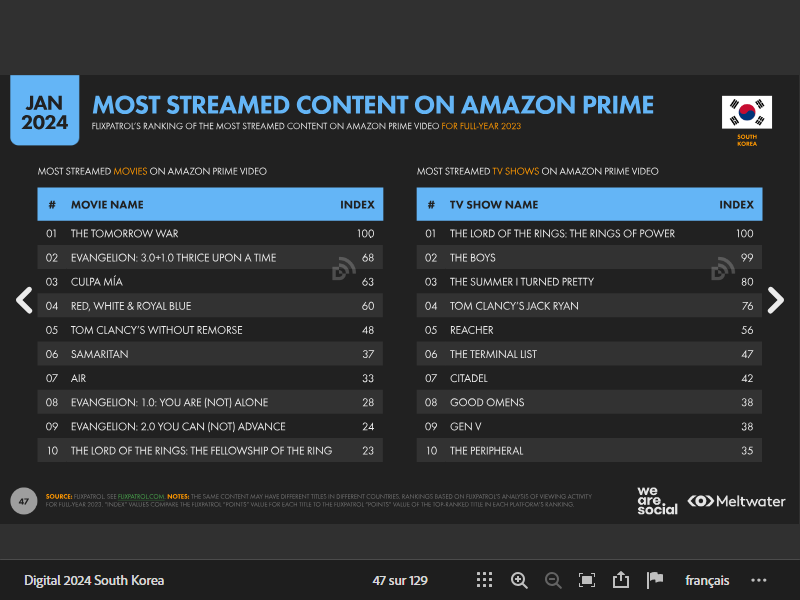 JAN
2024
MOST STREAMED CONTENT ON AMAZON PRIME
FLIXPATROL'S RANKING OF THE MOST STREAMED CONTENT ON AMAZON PRIME VIDEO FOR FULL-YEAR 2023
SOUTH
KOREA
MOST STREAMED MOVIES ON AMAZON PRIME VIDEO
# MOVIE NAME INDEX
01 THE TOMORROW WAR 100
02 EVANGELION: 3.0+1.0 THRICE UPON A TIME 68
03 CULPA MÍA 63
04 RED, WHITE & ROYAL BLUE 60
05 TOM CLANCY'S WITHOUT REMORSE 48
06 SAMARITAN 37
07 AIR 33
08 EVANGELION: 1.0: YOU ARE (NOT) ALONE 28
09 EVANGELION: 2.0 YOU CAN (NOT) ADVANCE 24
10 THE LORD OF THE RINGS: THE FELLOWSHIP OF THE RING 23
MOST STREAMED TV SHOWS ON AMAZON PRIME VIDEO
# TV SHOW NAME INDEX
01 THE LORD OF THE RINGS: THE RINGS OF POWER 100
02 THE BOYS 99
03 THE SUMMER I TURNED PRETTY 80
04 TOM CLANCY'S JACK RYAN 76
05 REACHER 56
06 THE TERMINAL LIST 47
07 CITADEL 42
08 GOOD OMENS 38
09 GEN V 38
10 THE PERIPHERAL 35
47
SOURCE: FLIXPATROL. SEE FLIXPATROL.COM. NOTES: THE SAME CONTENT MAY HAVE DIFFERENT TITLES IN DIFFERENT COUNTRIES. RANKINGS BASED ON FLIXPATROL'S ANALYSIS OF VIEWING ACTIVITY
FOR FULL-YEAR 2023. "INDEX" VALUES COMPARE THE FLIXPATROL "POINTS" VALUE FOR EACH TITLE TO THE FLIXPATROL "POINTS" VALUE OF THE TOP-RANKED TITLE IN EACH PLATFORM'S RANKING.
we
are
social
Meltwater
Digital 2024 South Korea
47 sur 129
français